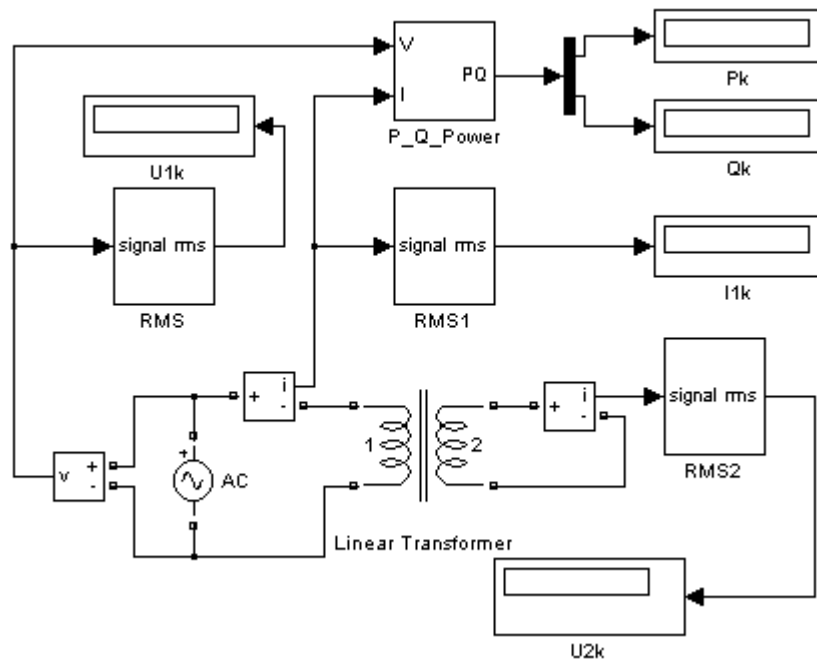 V
I
PQ
P_Q_Power
Pk
Qk
U1k
signal rms
RMS
signal rms
RMS1
I1k
+
i
-
+
i
-
signal rms
RMS2
1
2
v
+
-
+
AC
Linear Transformer
U2k